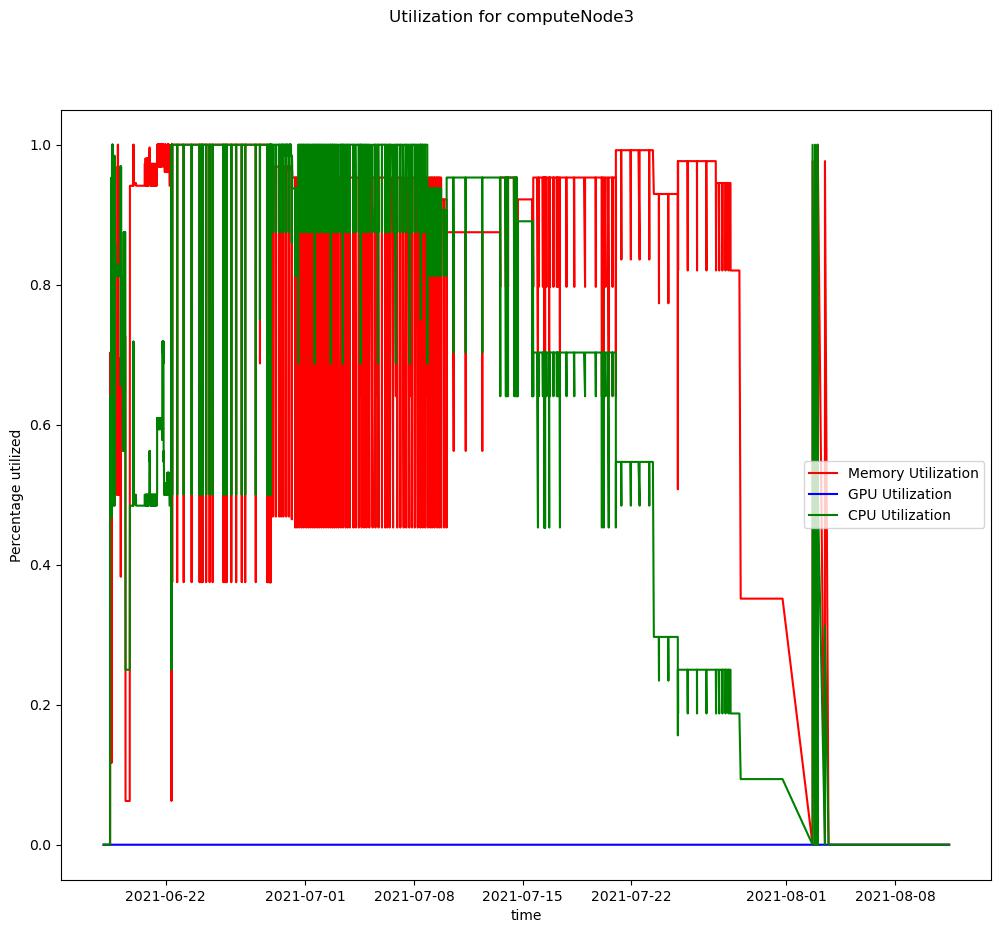 Utilization for computeNode3
Percentage utilized
1.0
0.8
0.6
0.4
0.2
0.0
Memory Utilization
GPU Utilization
CPU Utilization
2021-06-22 2021-07-01 2021-07-08 2021-07-15 2021-07-22 2021-08-01 2021-08-08
time